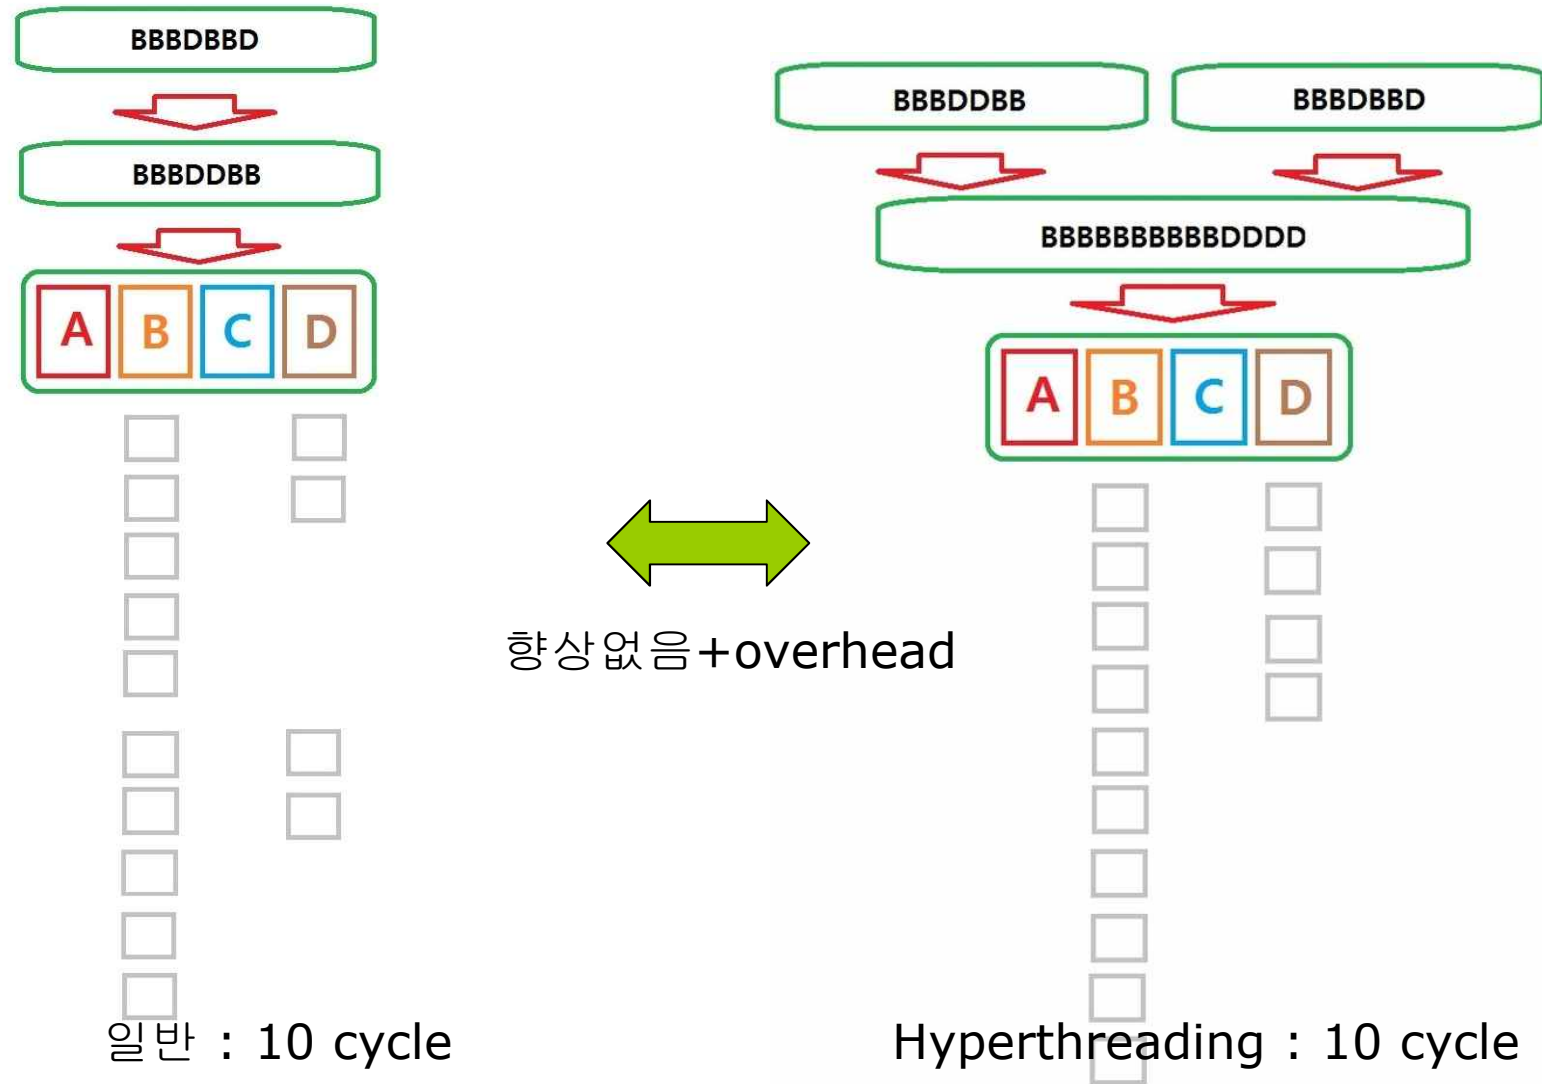 BBBDBBD
BBBDDBB
A B C D
일반 : 10 cycle
향상없음+overhead
BBBDDBB BBBDBBD
BBBBBBBBBBDDDD
A B C D
Hyperthreading : 10 cycle